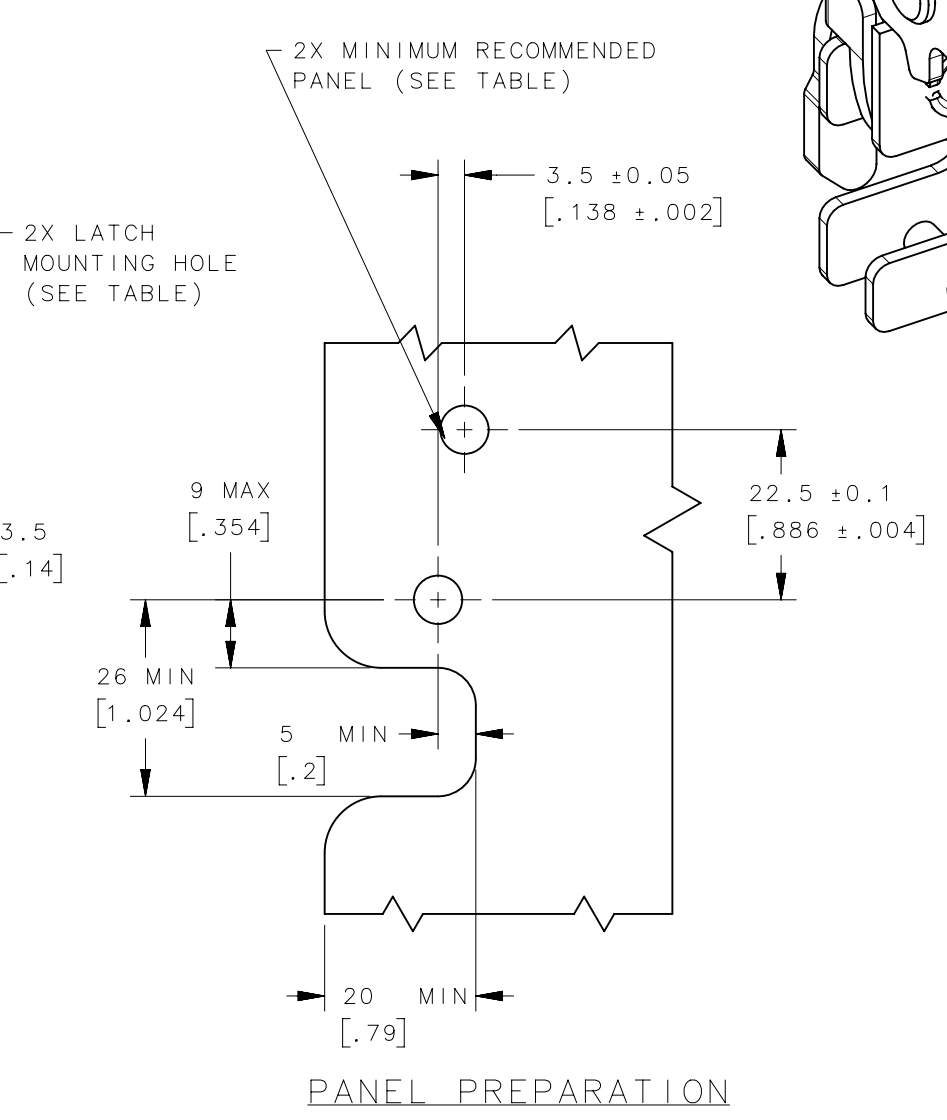 2X MINIMUM RECOMMENDED
PANEL (SEE TABLE)
3.5 ±0.05
[.138 ±.002]
2X LATCH
MOUNTING HOLE
(SEE TABLE)
9 MAX
[.354]
22.5 ±0.1
[.886 ±.004]
3.5
[.14]
26 MIN
[1.024]
5 MIN
[.2]
20 MIN
[.79]
PANEL PREPARATION